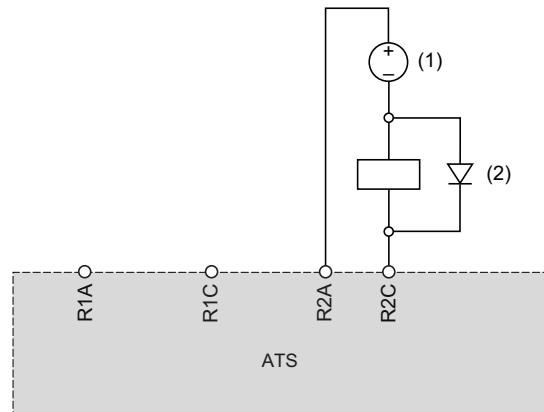 +
(1)
–
(2)
R1A
R1C
R2A
R2C
ATS